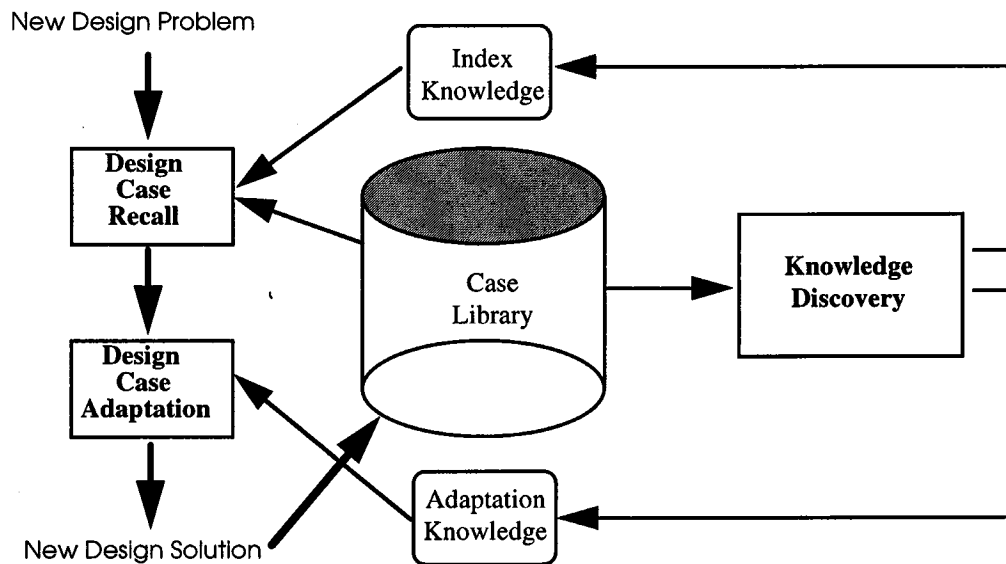 New Design Problem
Index
Knowledge
Design
Case
Recall
Case
Library
Knowledge
Discovery
Design
Case
Adaptation
Adaptation
Knowledge
New Design Solution